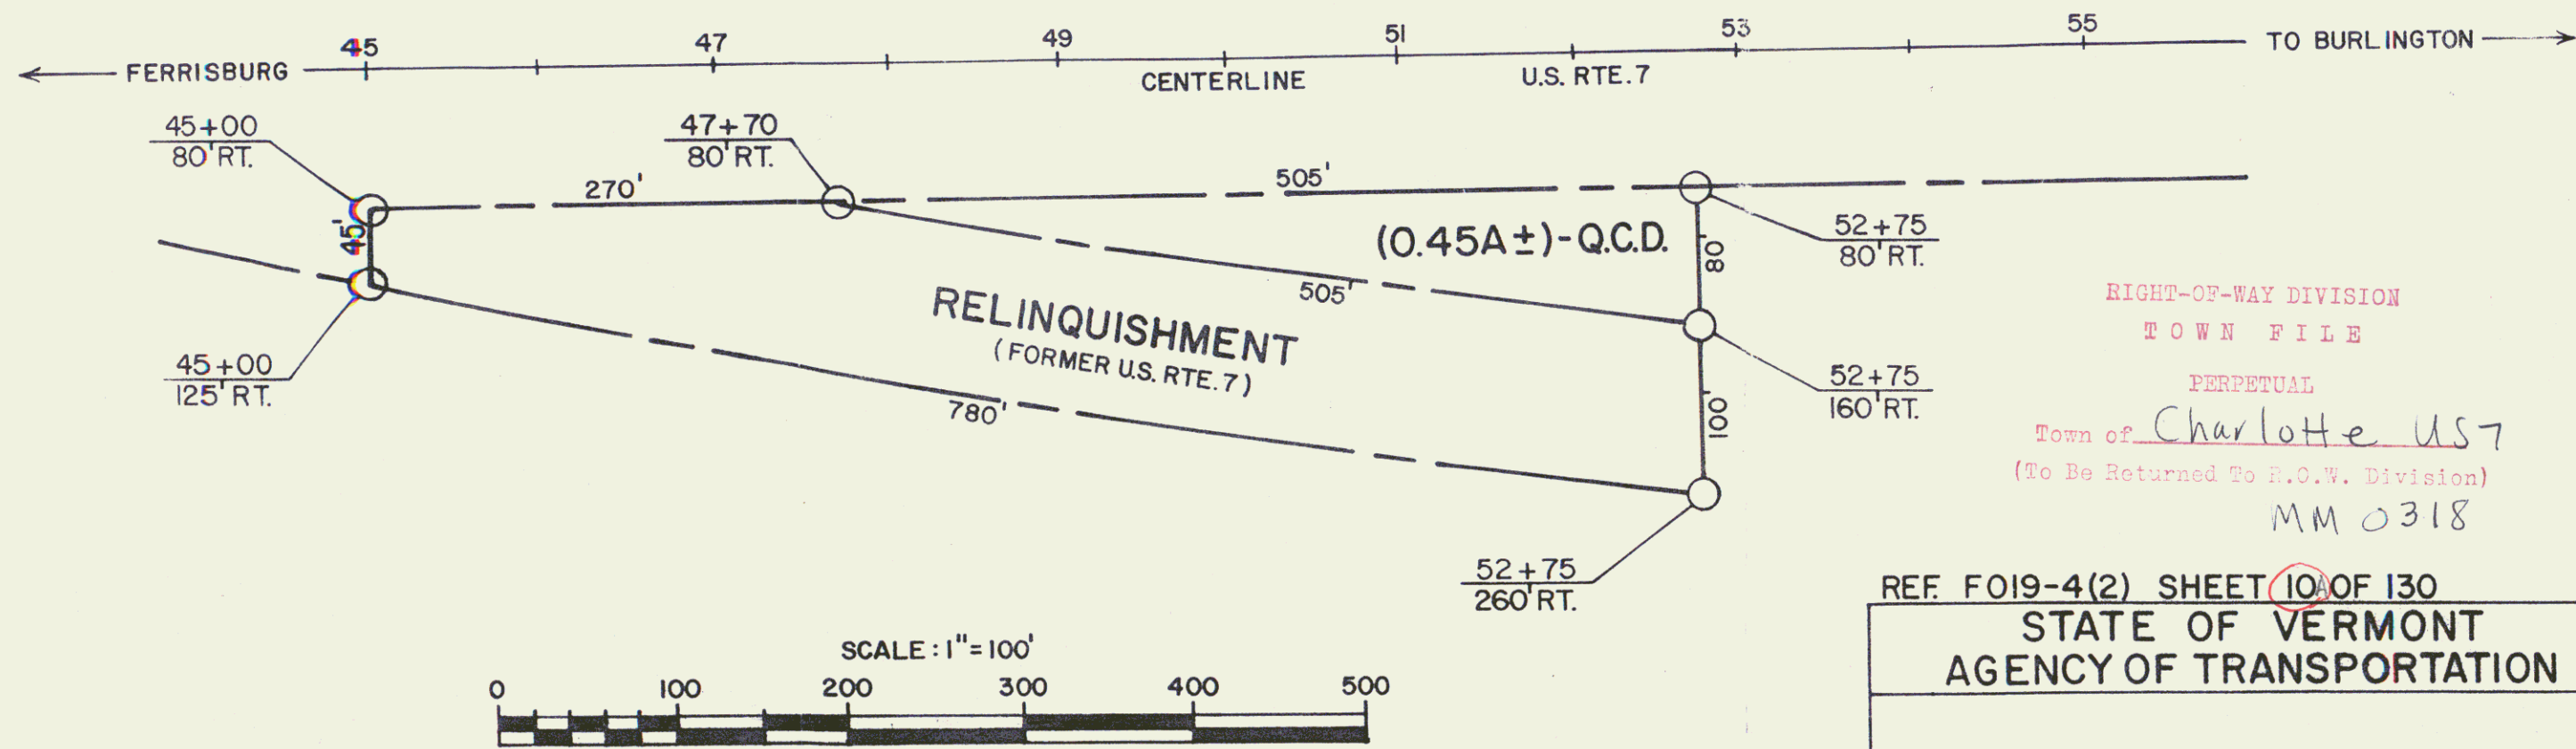 45 47 49 51 53 55
FERRISBURG TO BURLINGTON
CENTERLINE U.S. RTE. 7
45+00
80' RT.
47+70
80' RT.
270'
505'
45'
(0.45A±)-Q.C.D.
52+75
80' RT.
80'
505'
RELINQUISHMENT
(FORMER U.S. RTE. 7)
45+00
125' RT.
780'
52+75
160' RT.
100'
52+75
260' RT.
RIGHT-OF-WAY DIVISION
TOWN FILE
PERPETUAL
Town of Charlotte US7
(To Be Returned To R.O.W. Division)
MM 0318
REF. F019-4(2) SHEET 10A OF 130
STATE OF VERMONT
AGENCY OF TRANSPORTATION
SCALE: 1"=100'
0 100 200 300 400 500